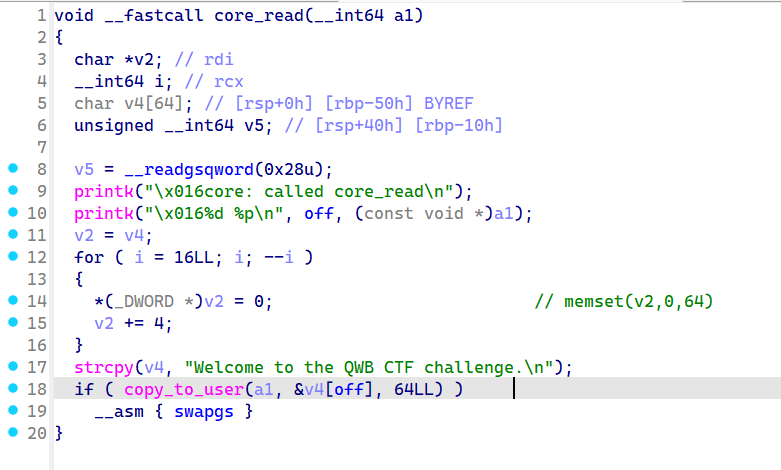 1 void __fastcall core_read(__int64 a1)
2 {
3 char *v2; // rdi
4 __int64 i; // rcx
5 char v4[64]; // [rsp+0h] [rbp-50h] BYREF
6 unsigned __int64 v5; // [rsp+40h] [rbp-10h]
7
8 v5 = __readgsqword(0x28u);
9 printk("\x016core: called core_read\n");
10 printk("\x016%d %p\n", off, (const void *)a1);
11 v2 = v4;
12 for ( i = 16LL; i; --i )
13 {
14 *(_DWORD *)v2 = 0; // memset(v2,0,64)
15 v2 += 4;
16 }
17 strcpy(v4, "Welcome to the QWB CTF challenge.\n");
18 if ( copy_to_user(a1, &v4[off], 64LL) )
19 __asm { swapgs }
20 }